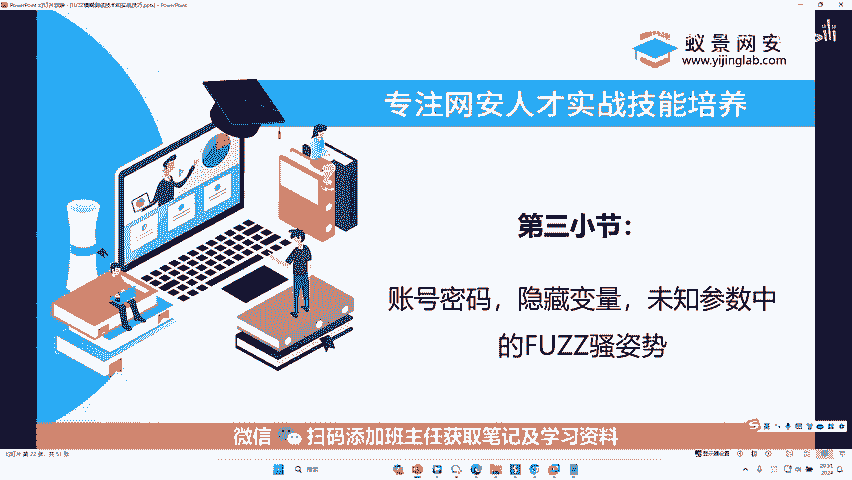 蚁景网安
www.yijinglab.com
专注网安人才实战技能培养
第三小节：
账号密码，隐藏变量，未知参数中
的FUZZ骚姿势
微信 扫码添加班主任获取笔记及学习资料